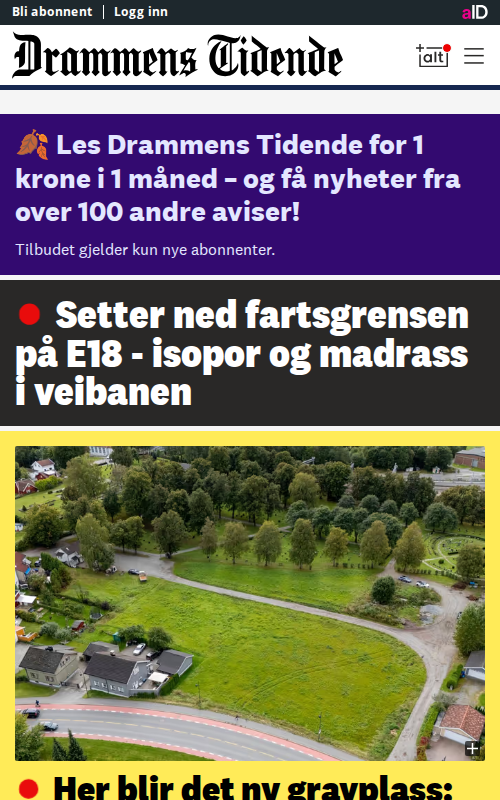 Bli abonnent | Logg inn
aID
Drammens Tidende
+alt
🍂 Les Drammens Tidende for 1
krone i 1 måned – og få nyheter fra
over 100 andre aviser!
Tilbudet gjelder kun nye abonnenter.
Setter ned fartsgrensen
på E18 - isopor og madrass
i veibanen
Her blir det ny gravplass: